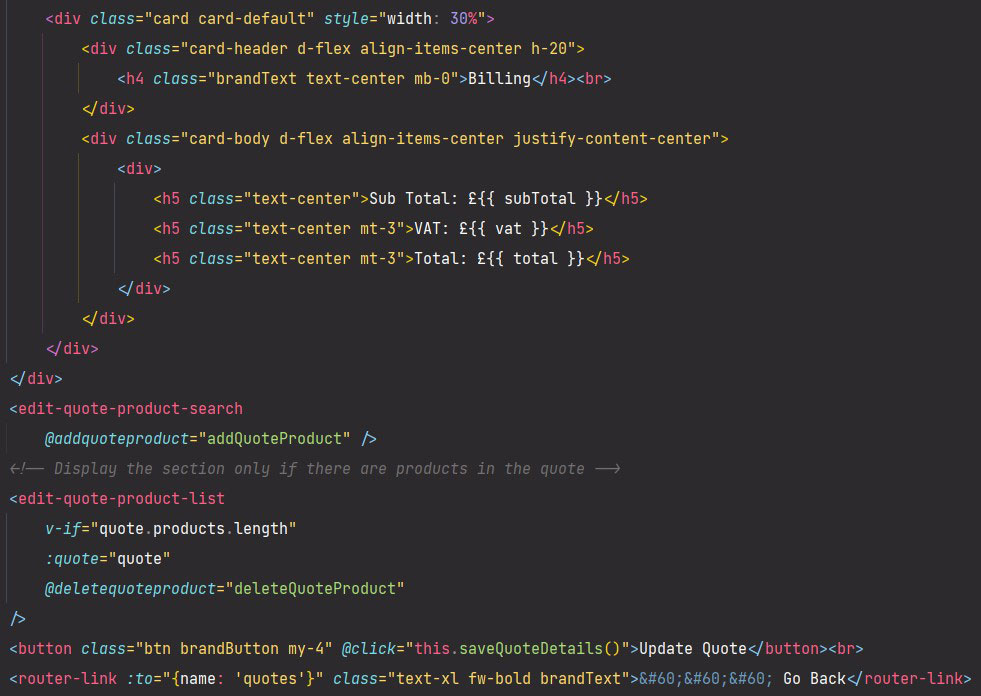 <div class="card card-default" style="width: 30%">
<div class="card-header d-flex align-items-center h-20">
<h4 class="brandText text-center mb-0">Billing</h4><br>
</div>
<div class="card-body d-flex align-items-center justify-content-center">
<div>
<h5 class="text-center">Sub Total: £{{ subTotal }}</h5>
<h5 class="text-center mt-3">VAT: £{{ vat }}</h5>
<h5 class="text-center mt-3">Total: £{{ total }}</h5>
</div>
</div>
</div>
</div>
<edit-quote-product-search
@addquoteproduct="addQuoteProduct" />
<!-- Display the section only if there are products in the quote -->
<edit-quote-product-list
v-if="quote.products.length"
:quote="quote"
@deletequoteproduct="deleteQuoteProduct"
/>
<button class="btn brandButton my-4" @click="this.saveQuoteDetails()">Update Quote</button><br>
<router-link :to="{name: 'quotes'}" class="text-xl fw-bold brandText">&#60;&#60;&#60; Go Back</router-link>